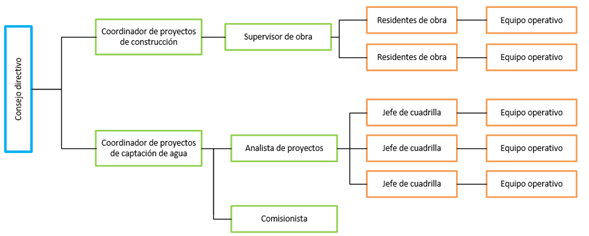 Consejo directivo
Coordinador de proyectos
de construcción
Supervisor de obra
Residentes de obra
Equipo operativo
Residentes de obra
Equipo operativo
Coordinador de proyectos
de captación de agua
Analista de proyectos
Jefe de cuadrilla
Equipo operativo
Jefe de cuadrilla
Equipo operativo
Jefe de cuadrilla
Equipo operativo
Comisionista